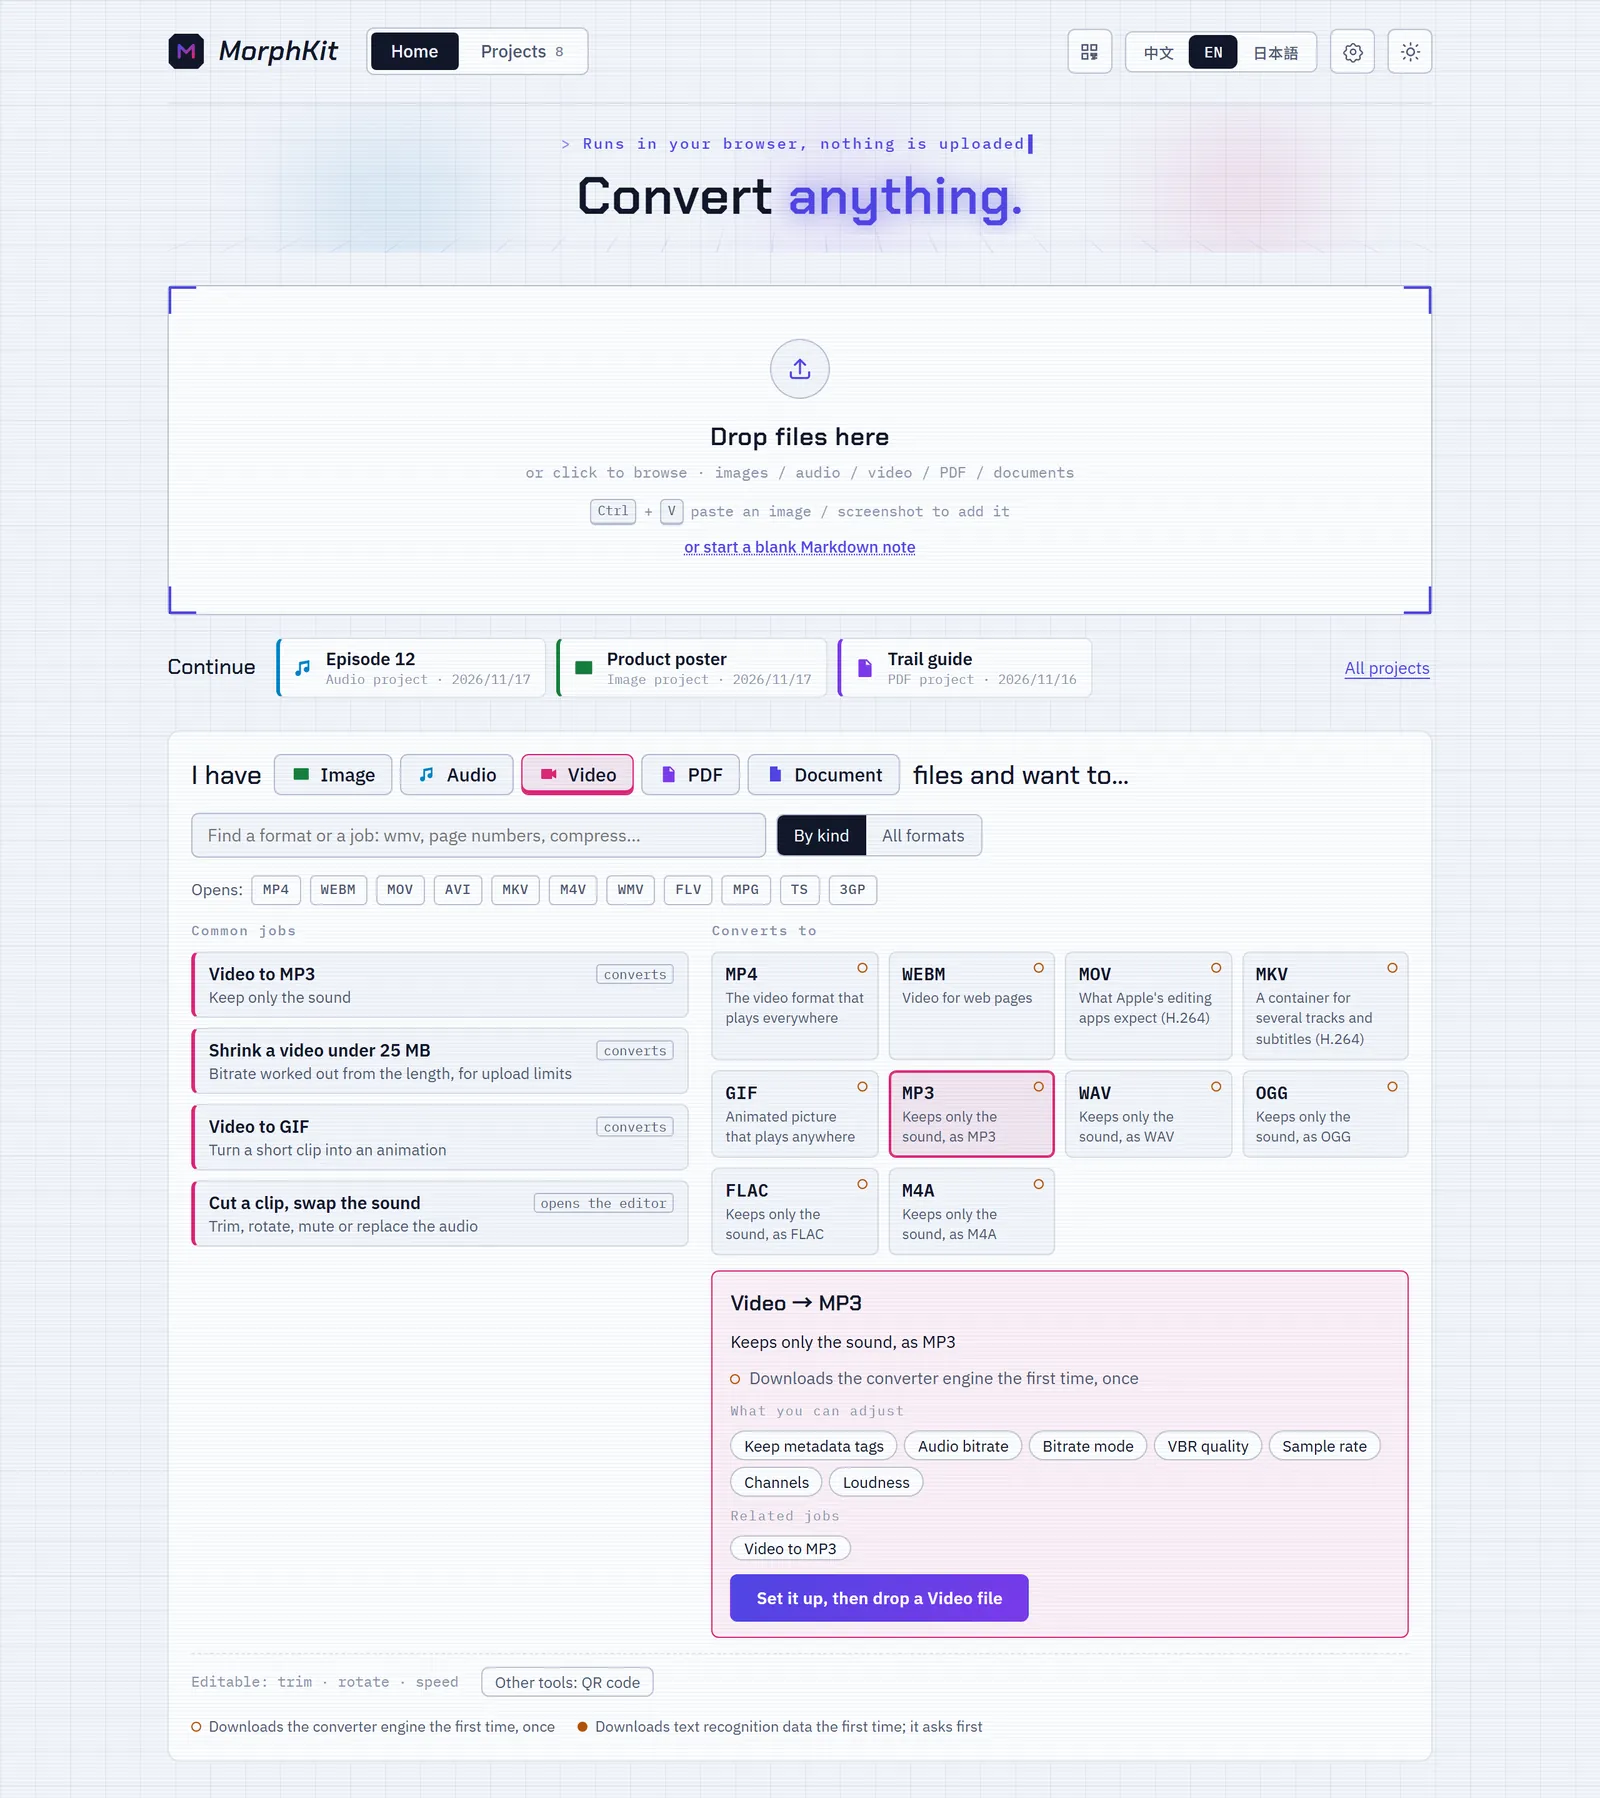 MorphKit
Home
Projects 8
中文
EN
日本語
> Runs in your browser, nothing is uploaded
Convert anything.
Drop files here
or click to browse · images / audio / video / PDF / documents
Ctrl + V paste an image / screenshot to add it
or start a blank Markdown note
Continue
Episode 12
Audio project · 2026/11/17
Product poster
Image project · 2026/11/17
Trail guide
PDF project · 2026/11/16
All projects
I have Image Audio Video PDF Document files and want to...
Find a format or a job: wmv, page numbers, compress...
By kind
All formats
Opens: MP4 WEBM MOV AVI MKV M4V WMV FLV MPG TS 3GP
Common jobs
Video to MP3
converts
Keep only the sound
Shrink a video under 25 MB
converts
Bitrate worked out from the length, for upload limits
Video to GIF
converts
Turn a short clip into an animation
Cut a clip, swap the sound
opens the editor
Trim, rotate, mute or replace the audio
Converts to
MP4
The video format that
plays everywhere
WEBM
Video for web pages
MOV
What Apple's editing
apps expect (H.264)
MKV
A container for
several tracks and
subtitles (H.264)
GIF
Animated picture
that plays anywhere
MP3
Keeps only the
sound, as MP3
WAV
Keeps only the
sound, as WAV
OGG
Keeps only the
sound, as OGG
FLAC
Keeps only the
sound, as FLAC
M4A
Keeps only the
sound, as M4A
Video → MP3
Keeps only the sound, as MP3
Downloads the converter engine the first time, once
What you can adjust
Keep metadata tags
Audio bitrate
Bitrate mode
VBR quality
Sample rate
Channels
Loudness
Related jobs
Video to MP3
Set it up, then drop a Video file
Editable: trim · rotate · speed
Other tools: QR code
Downloads the converter engine the first time, once
Downloads text recognition data the first time; it asks first